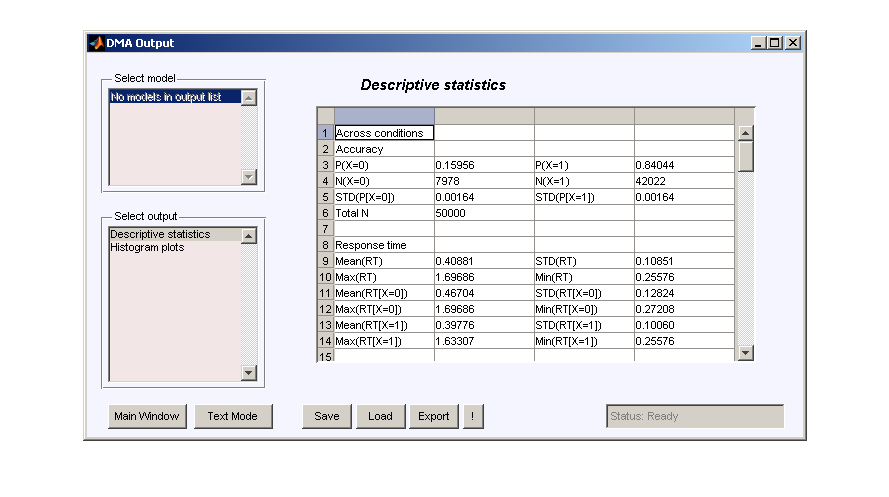 DMA Output
Select model
No models in output list
Select output
Descriptive statistics
Histogram plots
Descriptive statistics
1 Across conditions
2 Accuracy
3 P(X=0) 0.15956 P(X=1) 0.84044
4 N(X=0) 7978 N(X=1) 42022
5 STD(P[X=0]) 0.00164 STD(P[X=1]) 0.00164
6 Total N 50000
7
8 Response time
9 Mean(RT) 0.40881 STD(RT) 0.10851
10 Max(RT) 1.69686 Min(RT) 0.25576
11 Mean(RT[X=0]) 0.46704 STD(RT[X=0]) 0.12824
12 Max(RT[X=0]) 1.69686 Min(RT[X=0]) 0.27208
13 Mean(RT[X=1]) 0.39776 STD(RT[X=1]) 0.10060
14 Max(RT[X=1]) 1.63307 Min(RT[X=1]) 0.25576
15
Main Window Text Mode Save Load Export ! Status: Ready